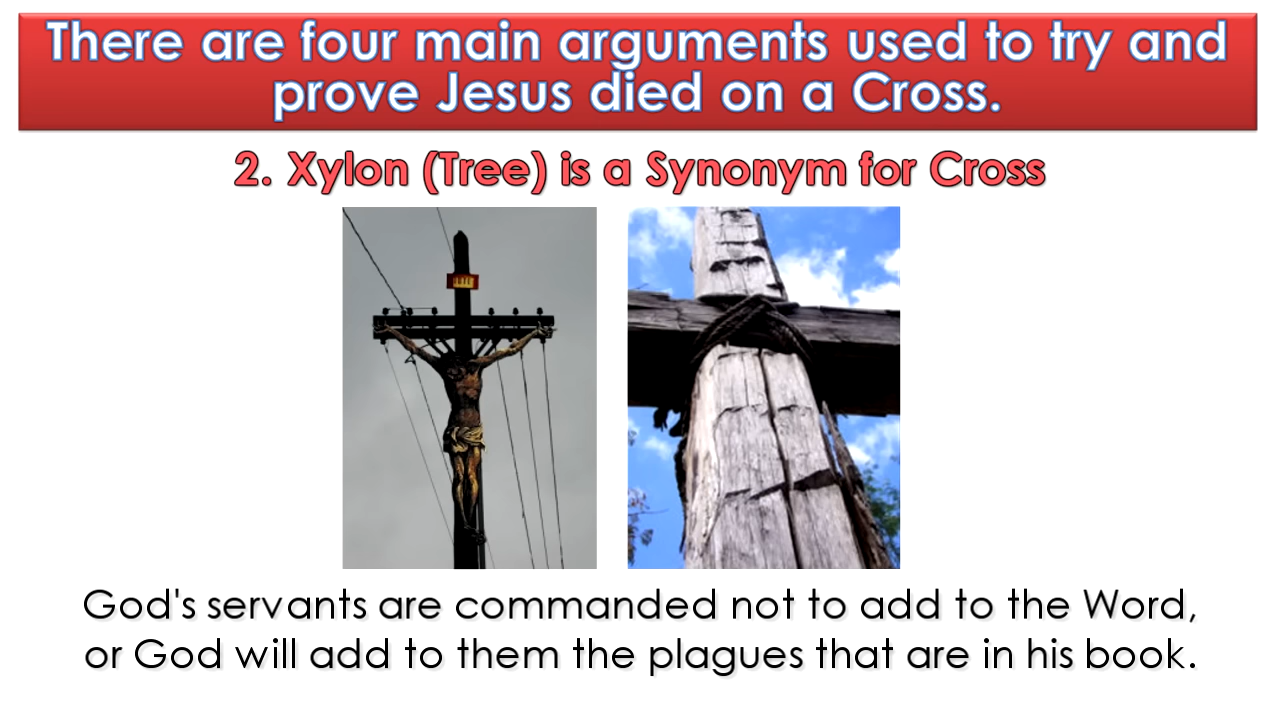 There are four main arguments used to try and
prove Jesus died on a Cross.
2. Xylon (Tree) is a Synonym for Cross
God's servants are commanded not to add to the Word,
or God will add to them the plagues that are in his book.